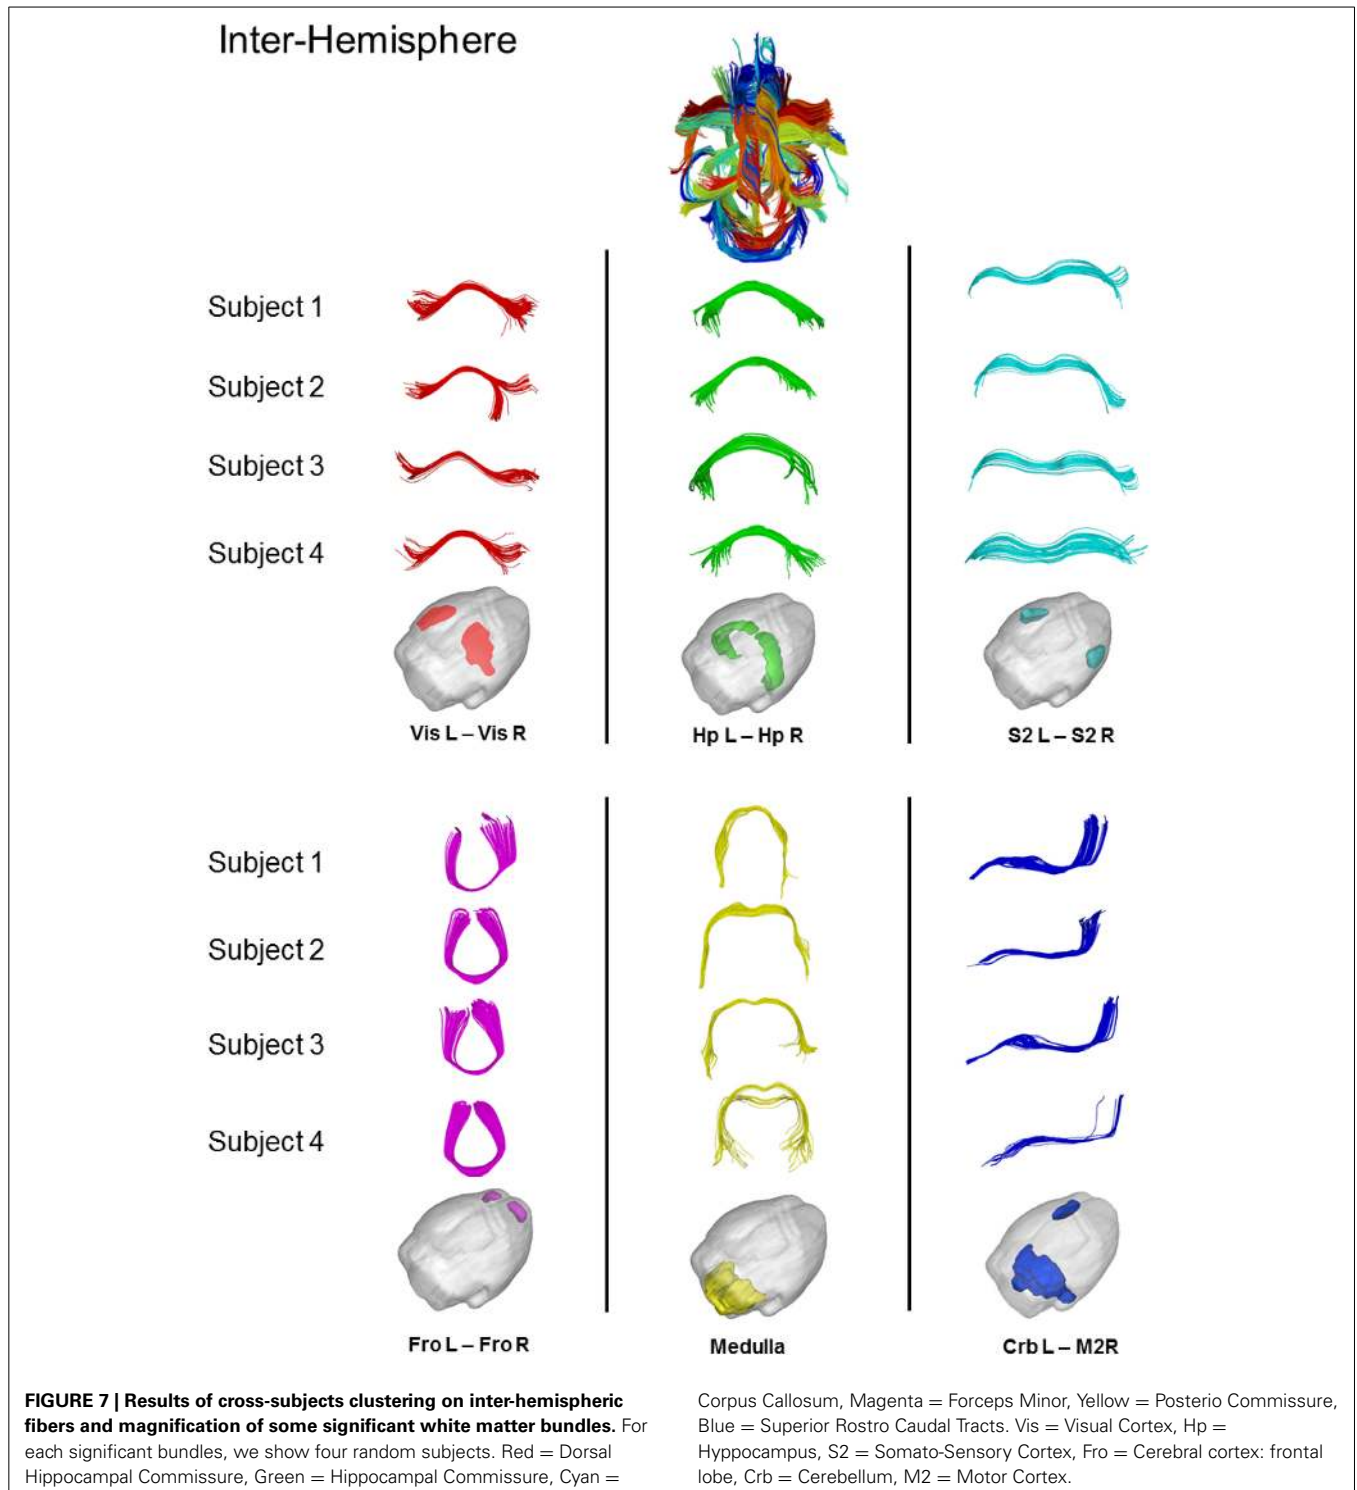 Inter-Hemisphere
Subject 1
Subject 2
Subject 3
Subject 4
Vis L – Vis R
Hp L – Hp R
S2 L – S2 R
Subject 1
Subject 2
Subject 3
Subject 4
Fro L – Fro R
Medulla
Crb L – M2R
FIGURE 7 | Results of cross-subjects clustering on inter-hemispheric
fibers and magnification of some significant white matter bundles. For
each significant bundles, we show four random subjects. Red = Dorsal
Hippocampal Commissure, Green = Hippocampal Commissure, Cyan =
Corpus Callosum, Magenta = Forceps Minor, Yellow = Posterio Commissure,
Blue = Superior Rostro Caudal Tracts. Vis = Visual Cortex, Hp =
Hyppocampus, S2 = Somato-Sensory Cortex, Fro = Cerebral cortex: frontal
lobe, Crb = Cerebellum, M2 = Motor Cortex.